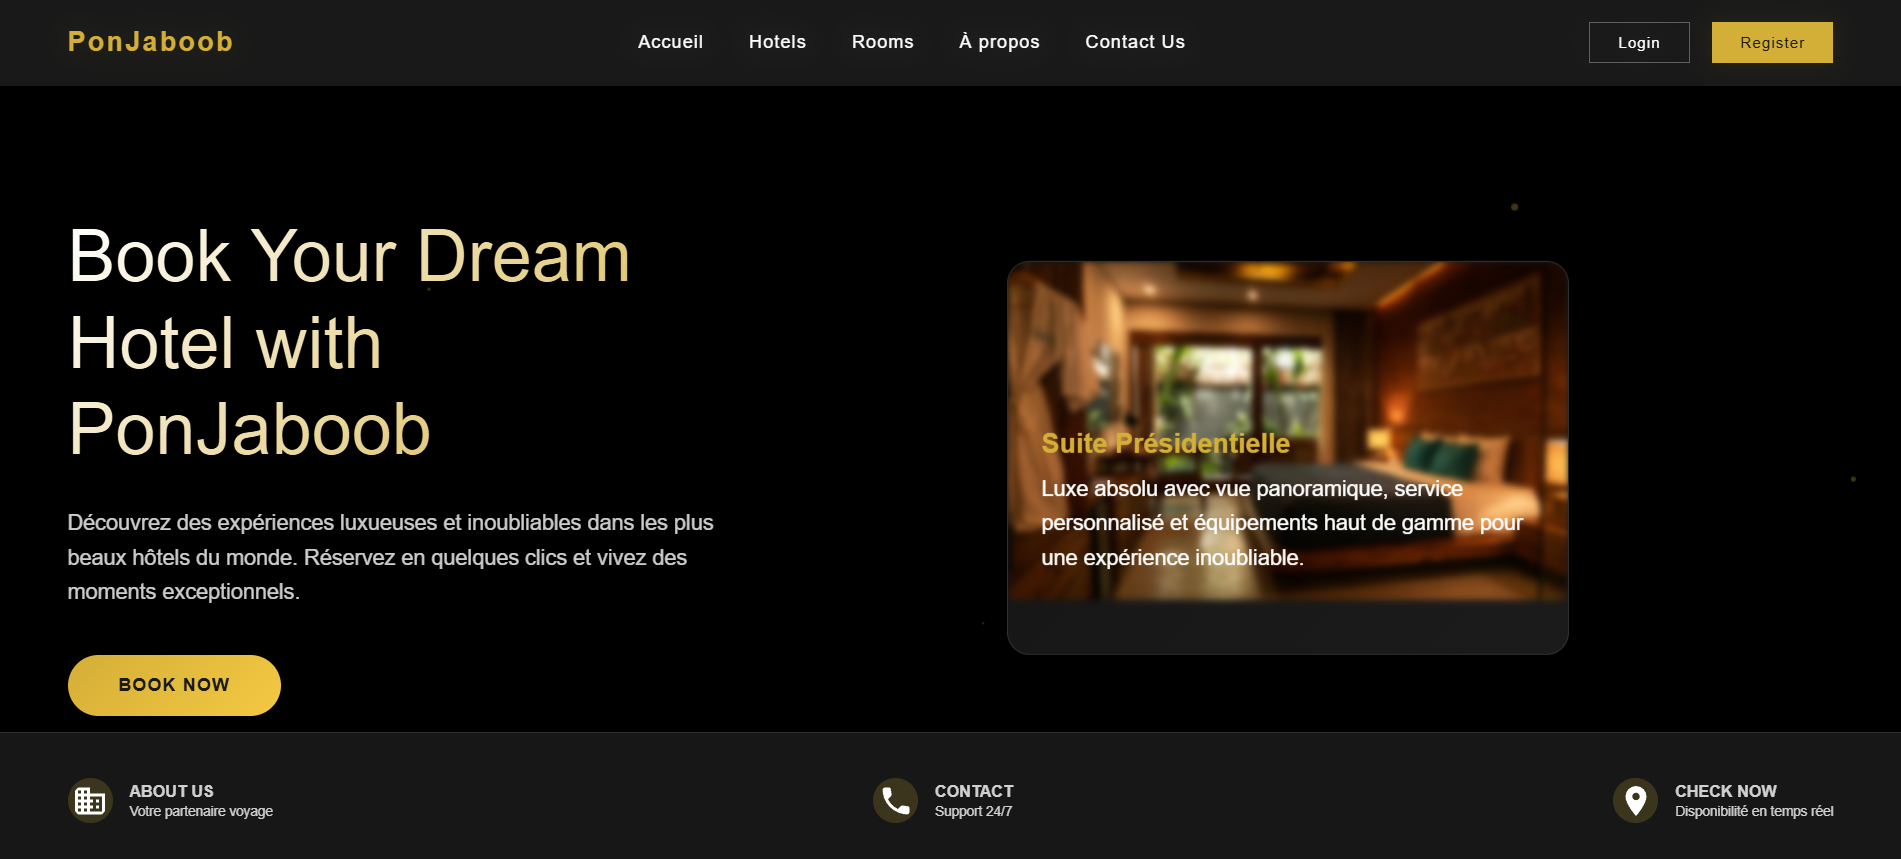 PonJaboob
Accueil
Hotels
Rooms
À propos
Contact Us
Login
Register
Book Your Dream
Hotel with
PonJaboob
Découvrez des expériences luxueuses et inoubliables dans les plus
beaux hôtels du monde. Réservez en quelques clics et vivez des
moments exceptionnels.
BOOK NOW
Suite Présidentielle
Luxe absolu avec vue panoramique, service
personnalisé et équipements haut de gamme pour
une expérience inoubliable.
ABOUT US
Votre partenaire voyage
CONTACT
Support 24/7
CHECK NOW
Disponibilité en temps réel